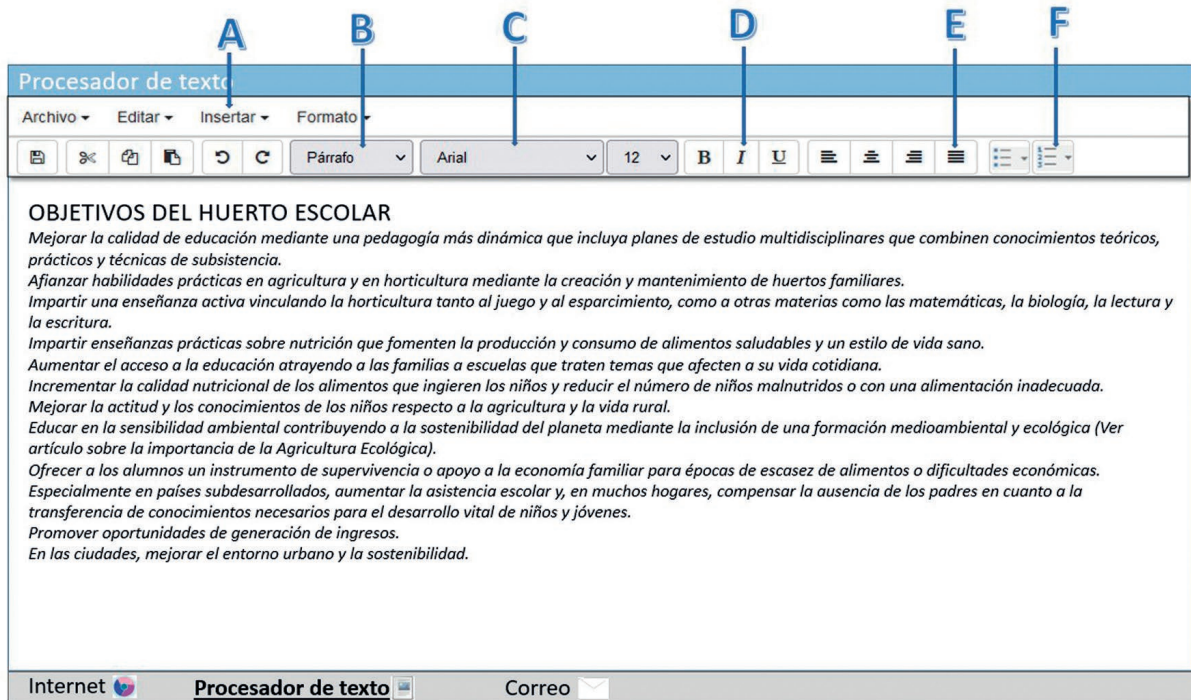 A B C D E F
Procesador de texto
Archivo Editar Insertar Formato
Párrafo Arial 12 B I U
OBJETIVOS DEL HUERTO ESCOLAR
Mejorar la calidad de educación mediante una pedagogía más dinámica que incluya planes de estudio multidisciplinares que combinen conocimientos teóricos,
prácticos y técnicas de subsistencia.
Afianzar habilidades prácticas en agricultura y en horticultura mediante la creación y mantenimiento de huertos familiares.
Impartir una enseñanza activa vinculando la horticultura tanto al juego y al esparcimiento, como a otras materias como las matemáticas, la biología, la lectura y
la escritura.
Impartir enseñanzas prácticas sobre nutrición que fomenten la producción y consumo de alimentos saludables y un estilo de vida sano.
Aumentar el acceso a la educación atrayendo a las familias a escuelas que traten temas que afecten a su vida cotidiana.
Incrementar la calidad nutricional de los alimentos que ingieren los niños y reducir el número de niños malnutridos o con una alimentación inadecuada.
Mejorar la actitud y los conocimientos de los niños respecto a la agricultura y la vida rural.
Educar en la sensibilidad ambiental contribuyendo a la sostenibilidad del planeta mediante la inclusión de una formación medioambiental y ecológica (Ver
artículo sobre la importancia de la Agricultura Ecológica).
Ofrecer a los alumnos un instrumento de supervivencia o apoyo a la economía familiar para épocas de escasez de alimentos o dificultades económicas.
Especialmente en países subdesarrollados, aumentar la asistencia escolar y, en muchos hogares, compensar la ausencia de los padres en cuanto a la
transferencia de conocimientos necesarios para el desarrollo vital de niños y jóvenes.
Promover oportunidades de generación de ingresos.
En las ciudades, mejorar el entorno urbano y la sostenibilidad.
Internet Procesador de texto Correo